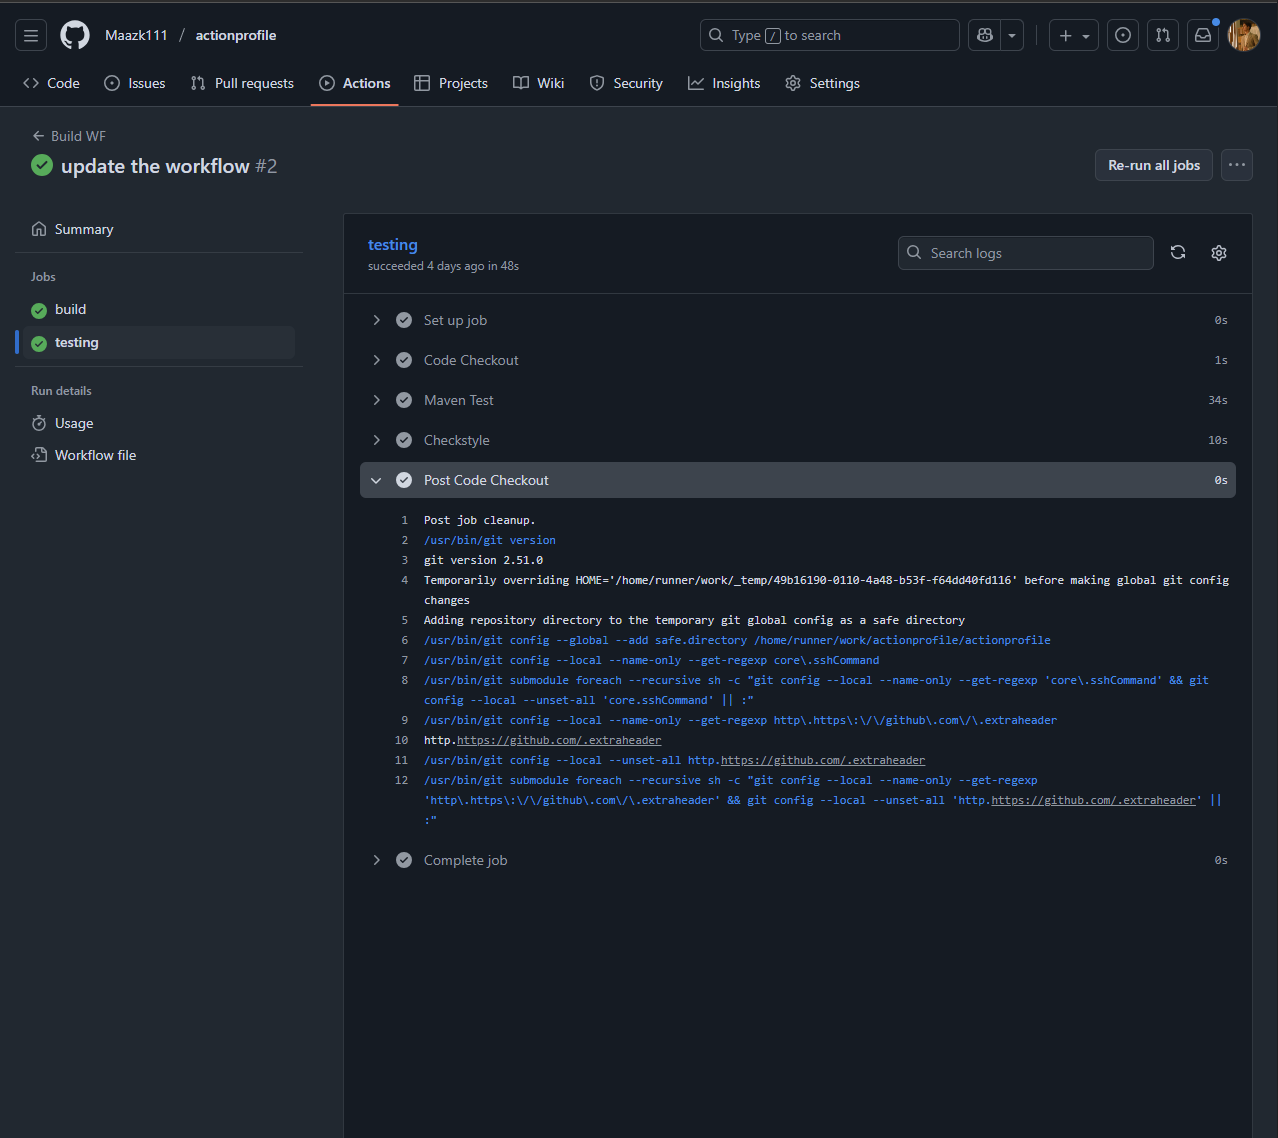 Maazk111 / actionprofile
Type / to search
Code
Issues
Pull requests
Actions
Projects
Wiki
Security
Insights
Settings
Build WF
update the workflow #2
Re-run all jobs
Summary
Jobs
build
testing
Run details
Usage
Workflow file
testing
succeeded 4 days ago in 48s
Search logs
Set up job 0s
Code Checkout 1s
Maven Test 34s
Checkstyle 10s
Post Code Checkout 0s
1 Post job cleanup.
2 /usr/bin/git version
3 git version 2.51.0
4 Temporarily overriding HOME='/home/runner/work/_temp/49b16190-0110-4a48-b53f-f64dd40fd116' before making global git config
changes
5 Adding repository directory to the temporary git global config as a safe directory
6 /usr/bin/git config --global --add safe.directory /home/runner/work/actionprofile/actionprofile
7 /usr/bin/git config --local --name-only --get-regexp core\.sshCommand
8 /usr/bin/git submodule foreach --recursive sh -c "git config --local --name-only --get-regexp 'core\.sshCommand' && git
config --local --unset-all 'core.sshCommand' || :"
9 /usr/bin/git config --local --name-only --get-regexp http\.https\:\/\/github\.com\/\.extraheader
10 http.https://github.com/.extraheader
11 /usr/bin/git config --local --unset-all http.https://github.com/.extraheader
12 /usr/bin/git submodule foreach --recursive sh -c "git config --local --name-only --get-regexp
'http\.https\:\/\/github\.com\/\.extraheader' && git config --local --unset-all 'http.https://github.com/.extraheader' ||
:"
Complete job 0s